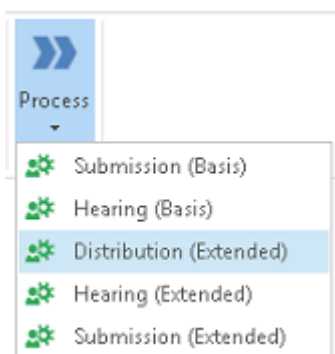 Process
Submission (Basis)
Hearing (Basis)
Distribution (Extended)
Hearing (Extended)
Submission (Extended)